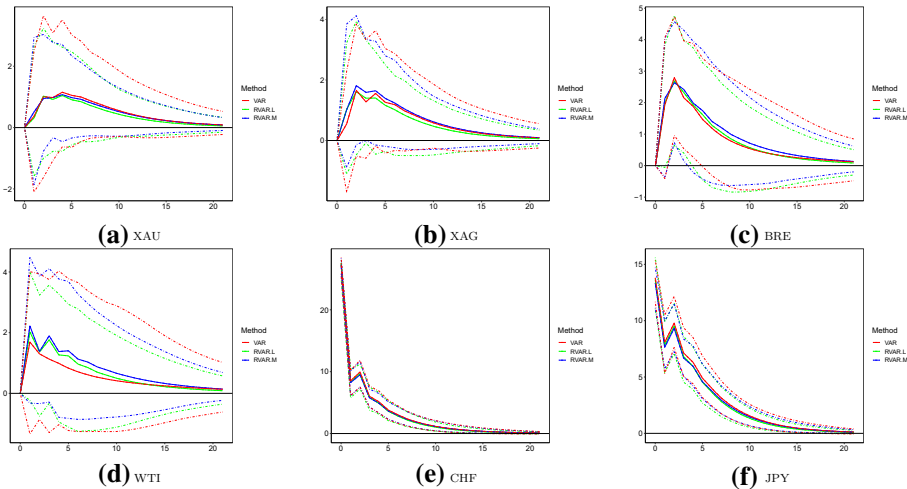 2
0
−2
0
5
10
15
20
Method
VAR
RVAR.L
RVAR.M
(a) XAU
4
2
0
0
5
10
15
20
Method
VAR
RVAR.L
RVAR.M
(b) XAG
5
4
3
2
1
0
−1
0
5
10
15
20
Method
VAR
RVAR.L
RVAR.M
(c) BRE
4
2
0
0
5
10
15
20
Method
VAR
RVAR.L
RVAR.M
(d) WTI
20
10
0
0
5
10
15
20
Method
VAR
RVAR.L
RVAR.M
(e) CHF
15
10
5
0
0
5
10
15
20
Method
VAR
RVAR.L
RVAR.M
(f) JPY